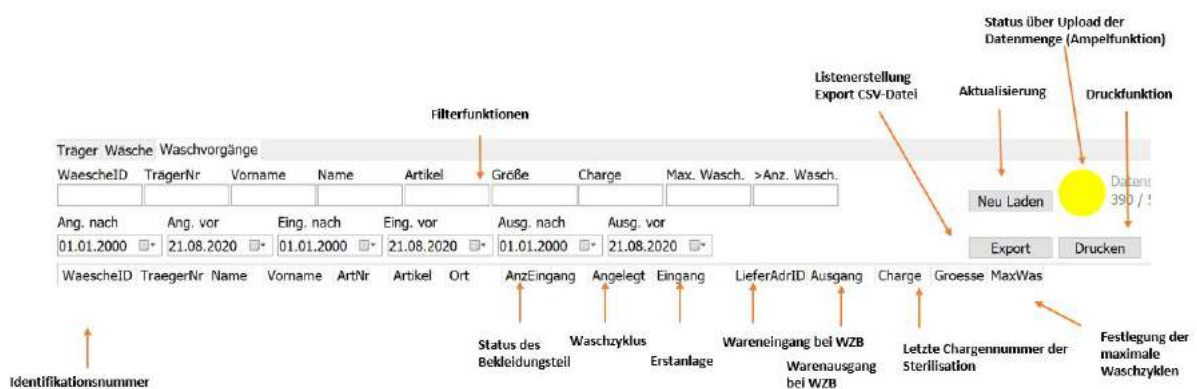 Status über Upload der
Datenmenge (Ampelfunktion)
Listenerstellung
Export CSV-Datei
Aktualisierung
Druckfunktion
Filterfunktionen
Träger Wäsche Waschvorgänge
WaescheID TrägerNr Vorname Name Artikel Größe Charge Max. Wasch. >Anz. Wasch.
Neu Laden
390 /
Ang. nach Ang. vor Eing. nach Eing. vor Ausg. nach Ausg. vor
01.01.2000 21.08.2020 01.01.2000 21.08.2020 01.01.2000 21.08.2020
Export Drucken
WaescheID TraegerNr Name Vorname ArtNr Artikel Ort AnzEingang Angelegt Eingang LieferAdrID Ausgang Charge Groesse MaxWas
Status des
Bekleidungsteil
Waschzyklus
Erstanlage
Wareneingang bei WZB
Warenausgang
bei WZB
Letzte Chargennummer der
Sterilisation
Festlegung der
maximale
Waschzyklen
Identifikationsnummer